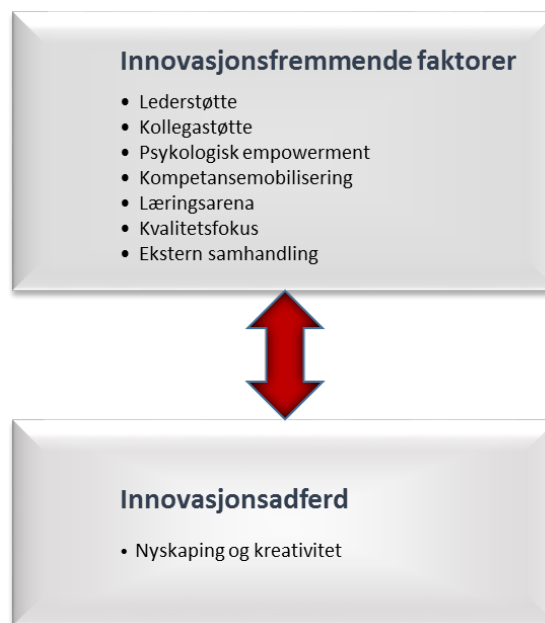 Innovasjonsfremmende faktorer
• Lederstøtte
• Kollegastøtte
• Psykologisk empowerment
• Kompetansemobilisering
• Læringsarena
• Kvalitetsfokus
• Ekstern samhandling
Innovasjonsadferd
• Nyskaping og kreativitet